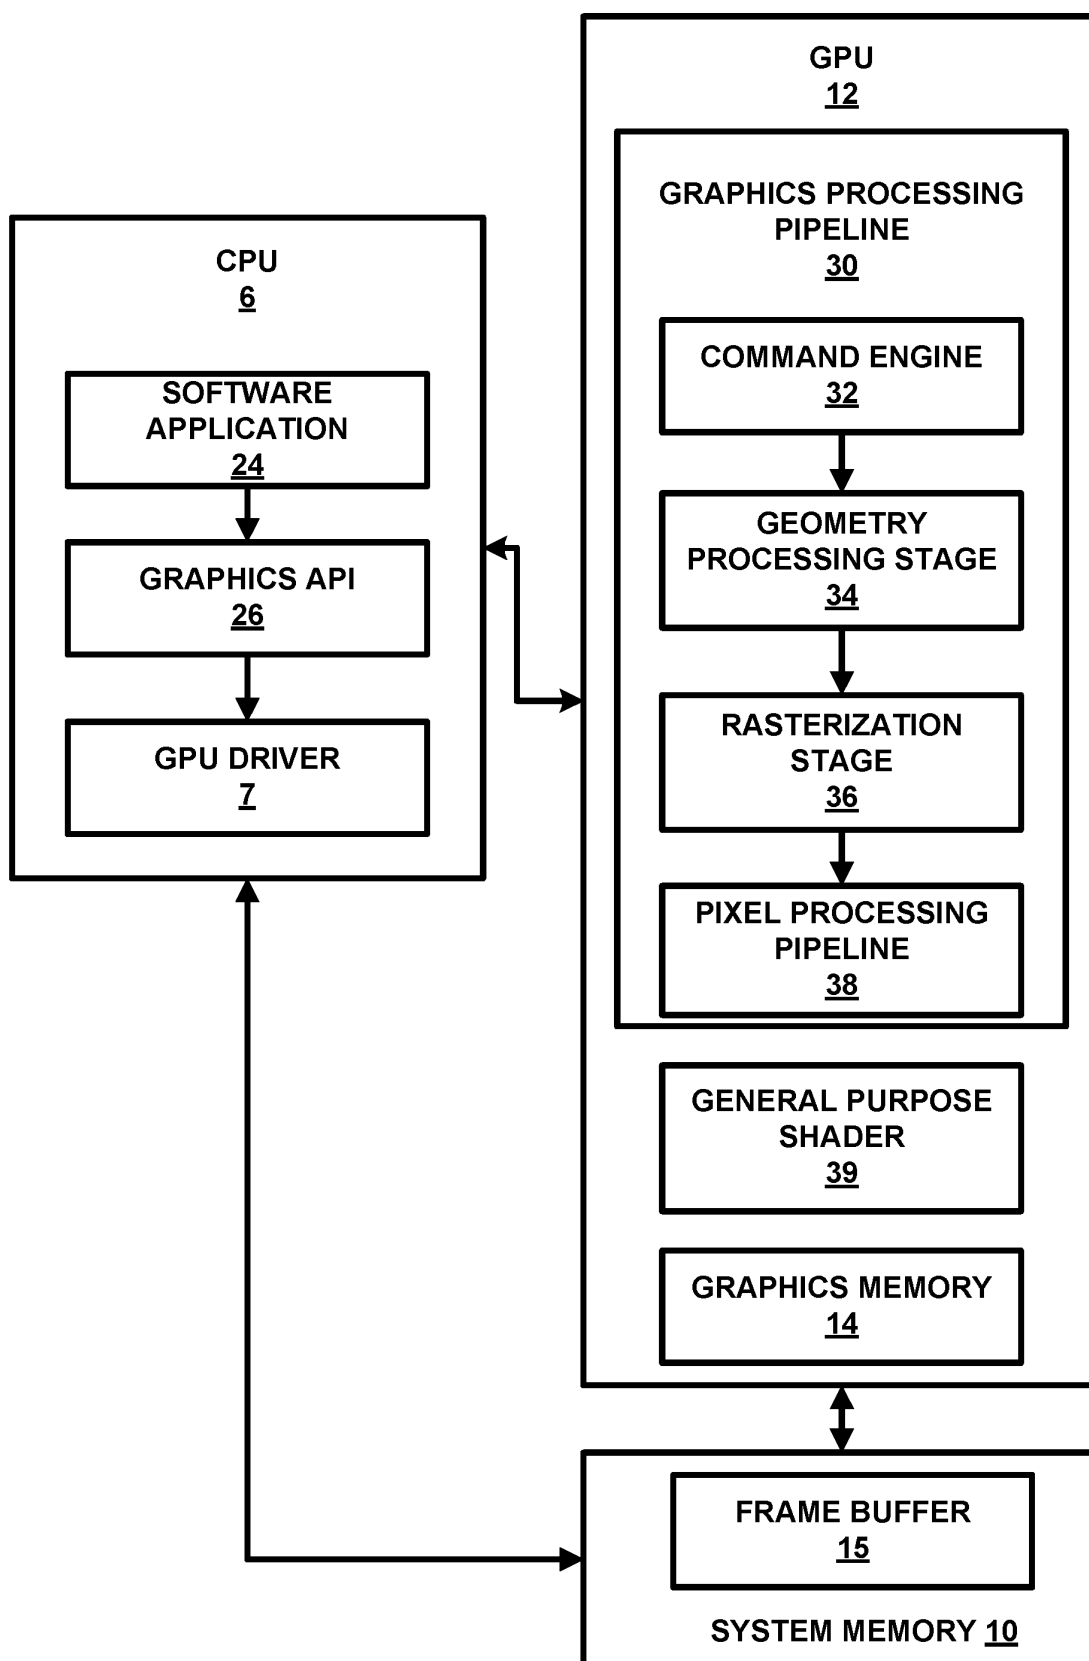 CPU
6
SOFTWARE
APPLICATION
24
GRAPHICS API
26
GPU DRIVER
7
GPU
12
GRAPHICS PROCESSING
PIPELINE
30
COMMAND ENGINE
32
GEOMETRY
PROCESSING STAGE
34
RASTERIZATION
STAGE
36
PIXEL PROCESSING
PIPELINE
38
GENERAL PURPOSE
SHADER
39
GRAPHICS MEMORY
14
FRAME BUFFER
15
SYSTEM MEMORY 10